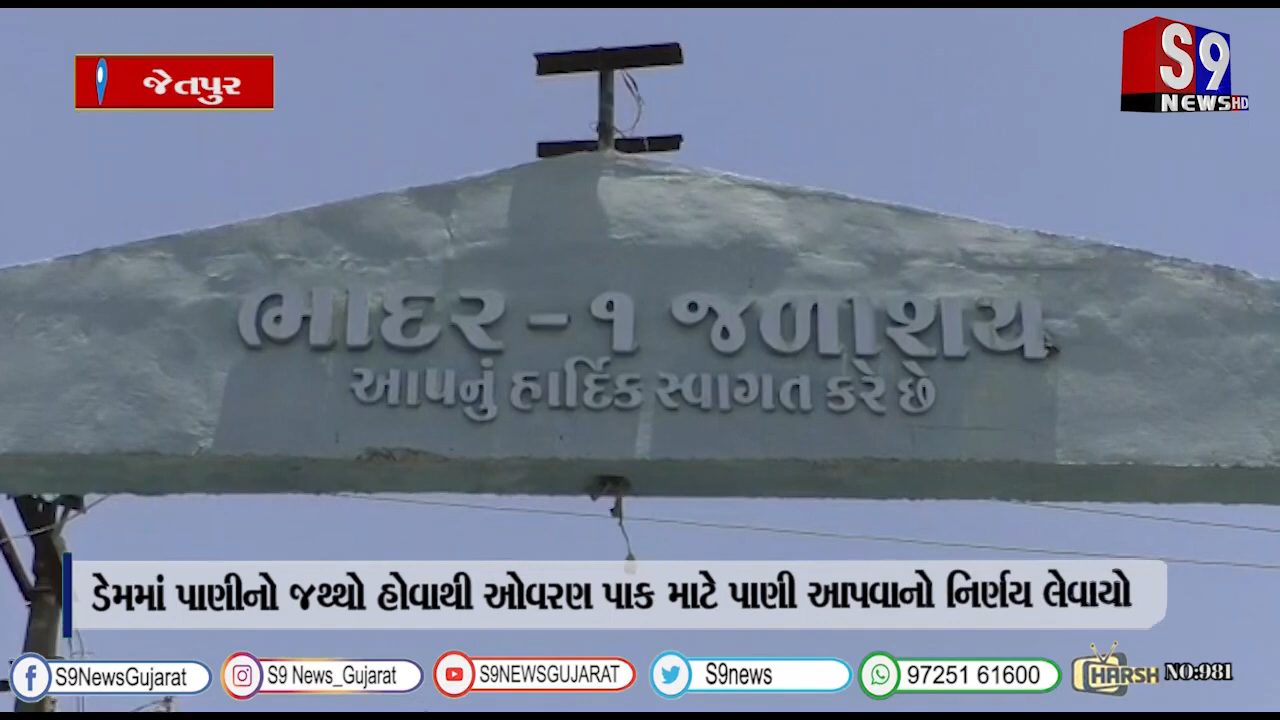 જેતપુર
S9
NEWS HD
ભાદર - ૧ જળાશય
આપનું હાર્દિક સ્વાગત કરે છે
ડેમમાં પાણીનો જથ્થો હોવાથી ઓવરણ પાક માટે પાણી આપવાનો નિર્ણય લેવાયો
S9NewsGujarat S9 News_Gujarat S9NEWSGUJARAT S9news 97251 61600 HARSH NO:981